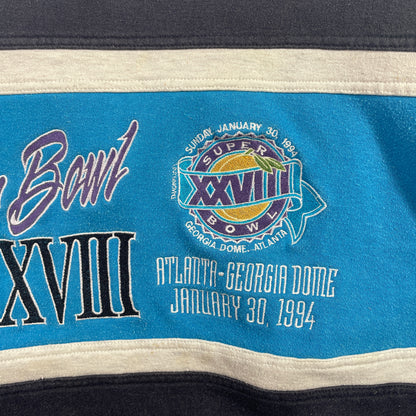 Bowl
XVIII
SUNDAY, JANUARY 30, 1994
SUPER
XXVIII
BOWL
GEORGIA DOME, ATLANTA
ATLANTA-GEORGIA DOME
JANUARY 30, 1994